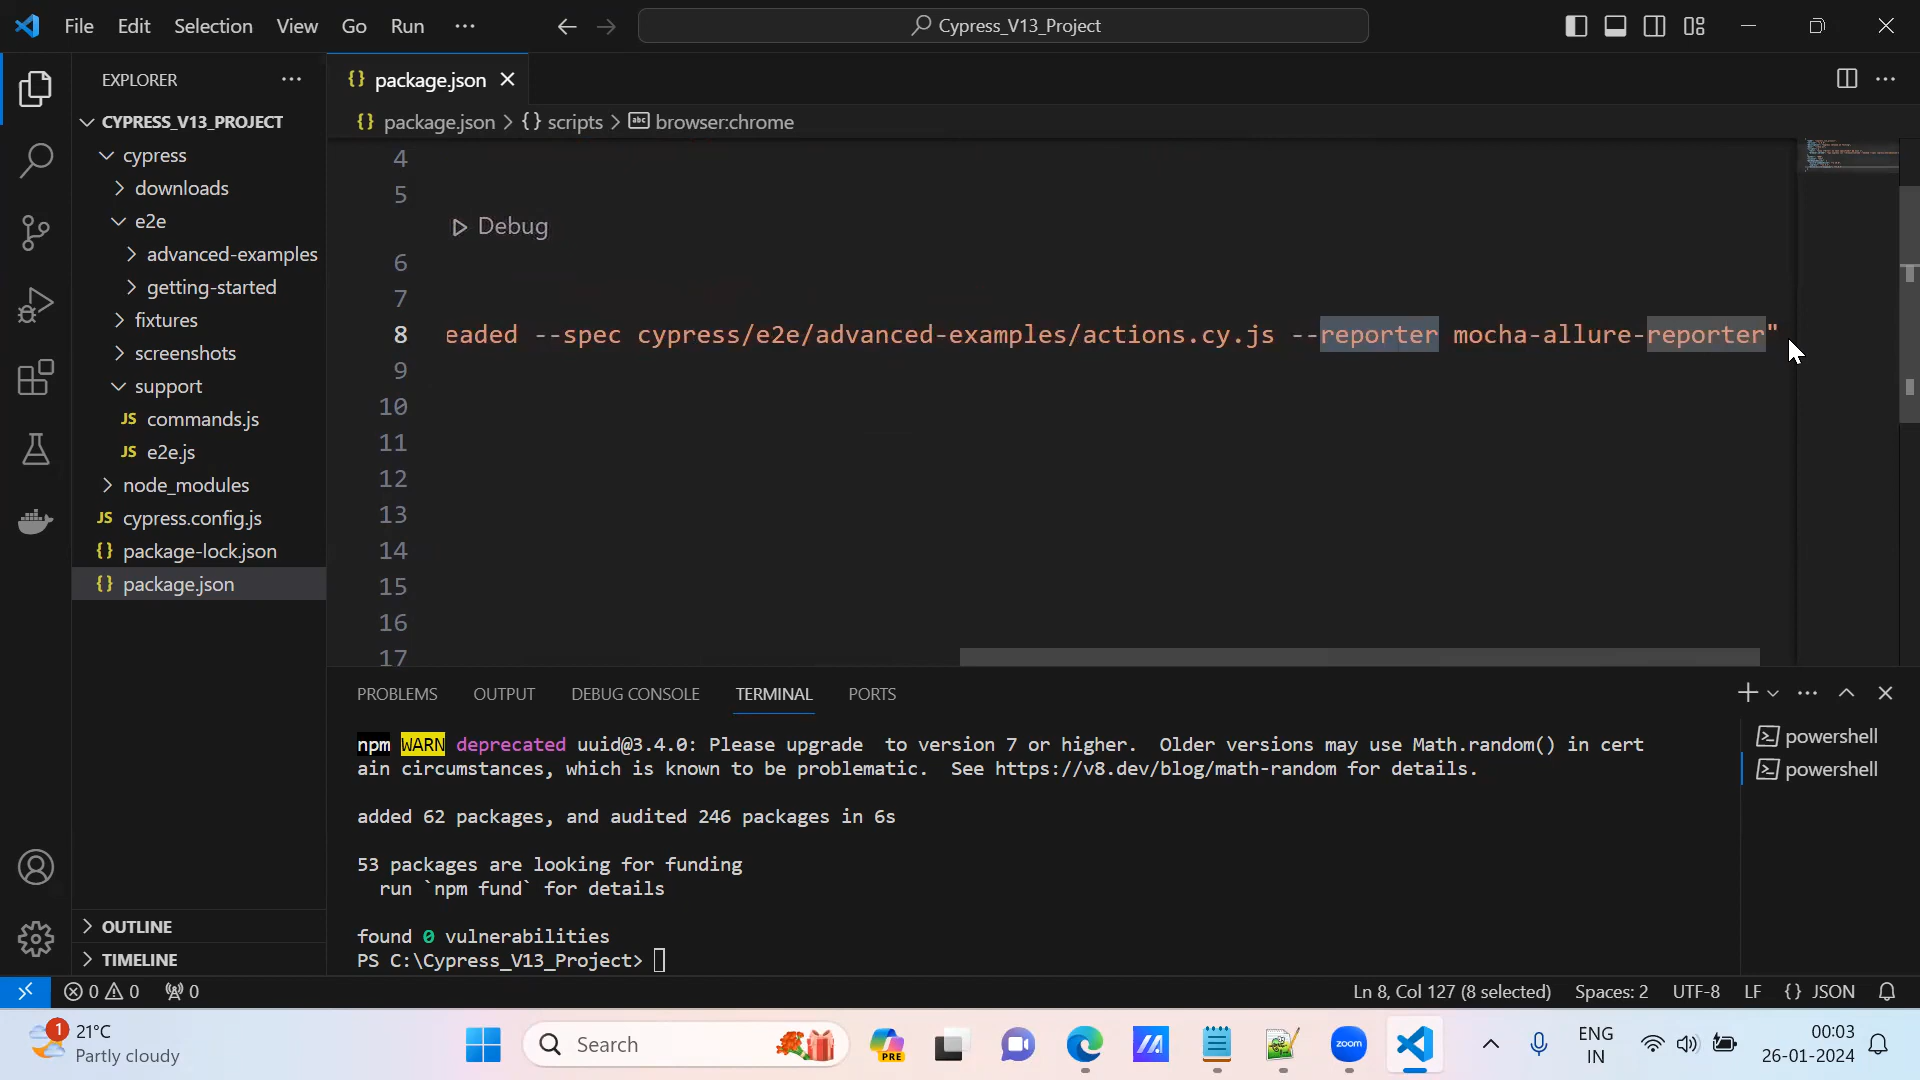 File Edit Selection View Go Run ...
Cypress_V13_Project
EXPLORER
package.json
CYPRESS_V13_PROJECT
package.json > {} scripts > browser:chrome
cypress
downloads
e2e
advanced-examples
getting-started
fixtures
screenshots
support
JS commands.js
JS e2e.js
node_modules
JS cypress.config.js
{} package-lock.json
{} package.json
OUTLINE
TIMELINE
4
5
Debug
6
7
8 eaded --spec cypress/e2e/advanced-examples/actions.cy.js --reporter mocha-allure-reporter"
9
10
11
12
13
14
15
16
17
PROBLEMS OUTPUT DEBUG CONSOLE TERMINAL PORTS
npm WARN deprecated uuid@3.4.0: Please upgrade  to version 7 or higher.  Older versions may use Math.random() in cert
ain circumstances, which is known to be problematic.  See https://v8.dev/blog/math-random for details.
added 62 packages, and audited 246 packages in 6s
53 packages are looking for funding
run `npm fund` for details
found 0 vulnerabilities
PS C:\Cypress_V13_Project>
powershell
powershell
0 0 0
Ln 8, Col 127 (8 selected) Spaces: 2 UTF-8 LF {} JSON
1
21°C
Partly cloudy
Search
PRE
zoom
ENG
IN
00:03
26-01-2024